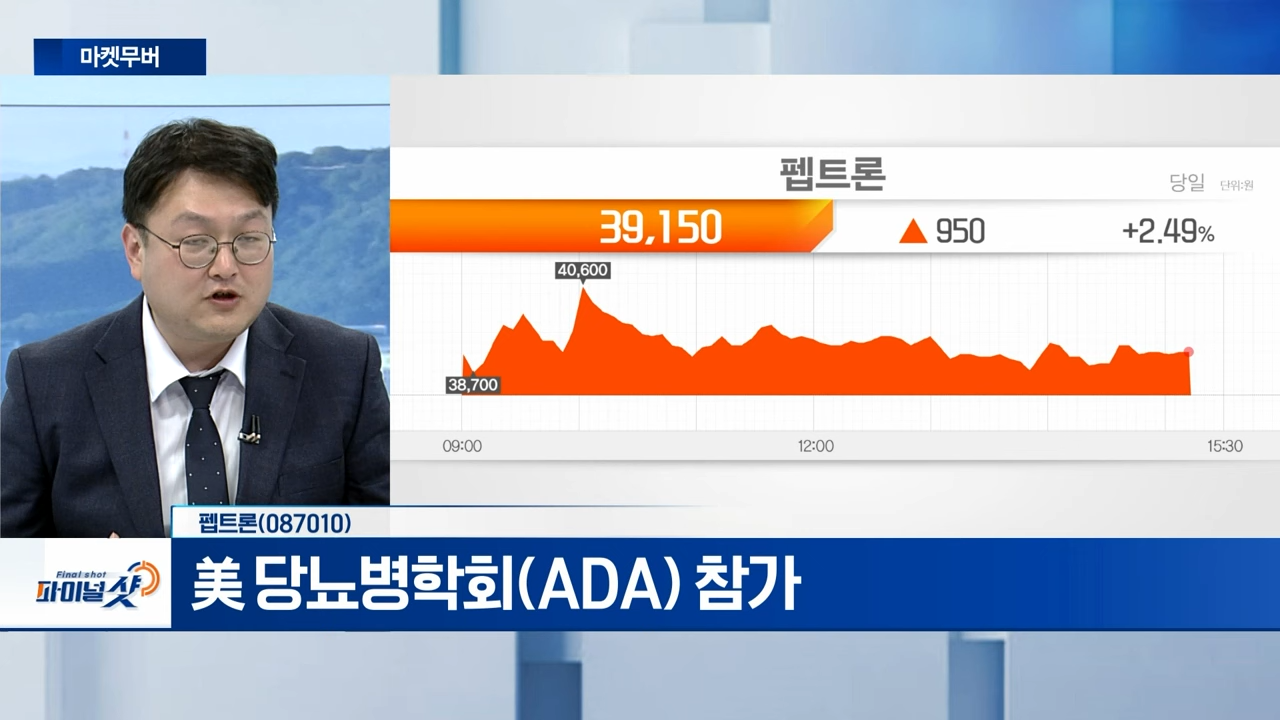 마켓무버
펩트론
당일 단위:원
39,150 ▲ 950 +2.49%
40,600
38,700
09:00 12:00 15:30
펩트론(087010)
Final shot
파이널샷
美 당뇨병학회(ADA) 참가